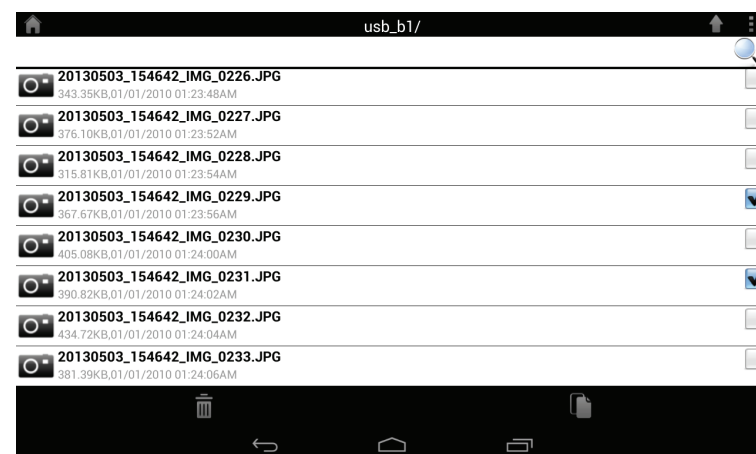 usb_b1/
20130503_154642_IMG_0226.JPG
343.35KB,01/01/2010 01:23:48AM
20130503_154642_IMG_0227.JPG
376.10KB,01/01/2010 01:23:52AM
20130503_154642_IMG_0228.JPG
315.81KB,01/01/2010 01:23:54AM
20130503_154642_IMG_0229.JPG
367.67KB,01/01/2010 01:23:56AM
20130503_154642_IMG_0230.JPG
405.08KB,01/01/2010 01:24:00AM
20130503_154642_IMG_0231.JPG
390.82KB,01/01/2010 01:24:02AM
20130503_154642_IMG_0232.JPG
434.72KB,01/01/2010 01:24:04AM
20130503_154642_IMG_0233.JPG
381.39KB,01/01/2010 01:24:06AM